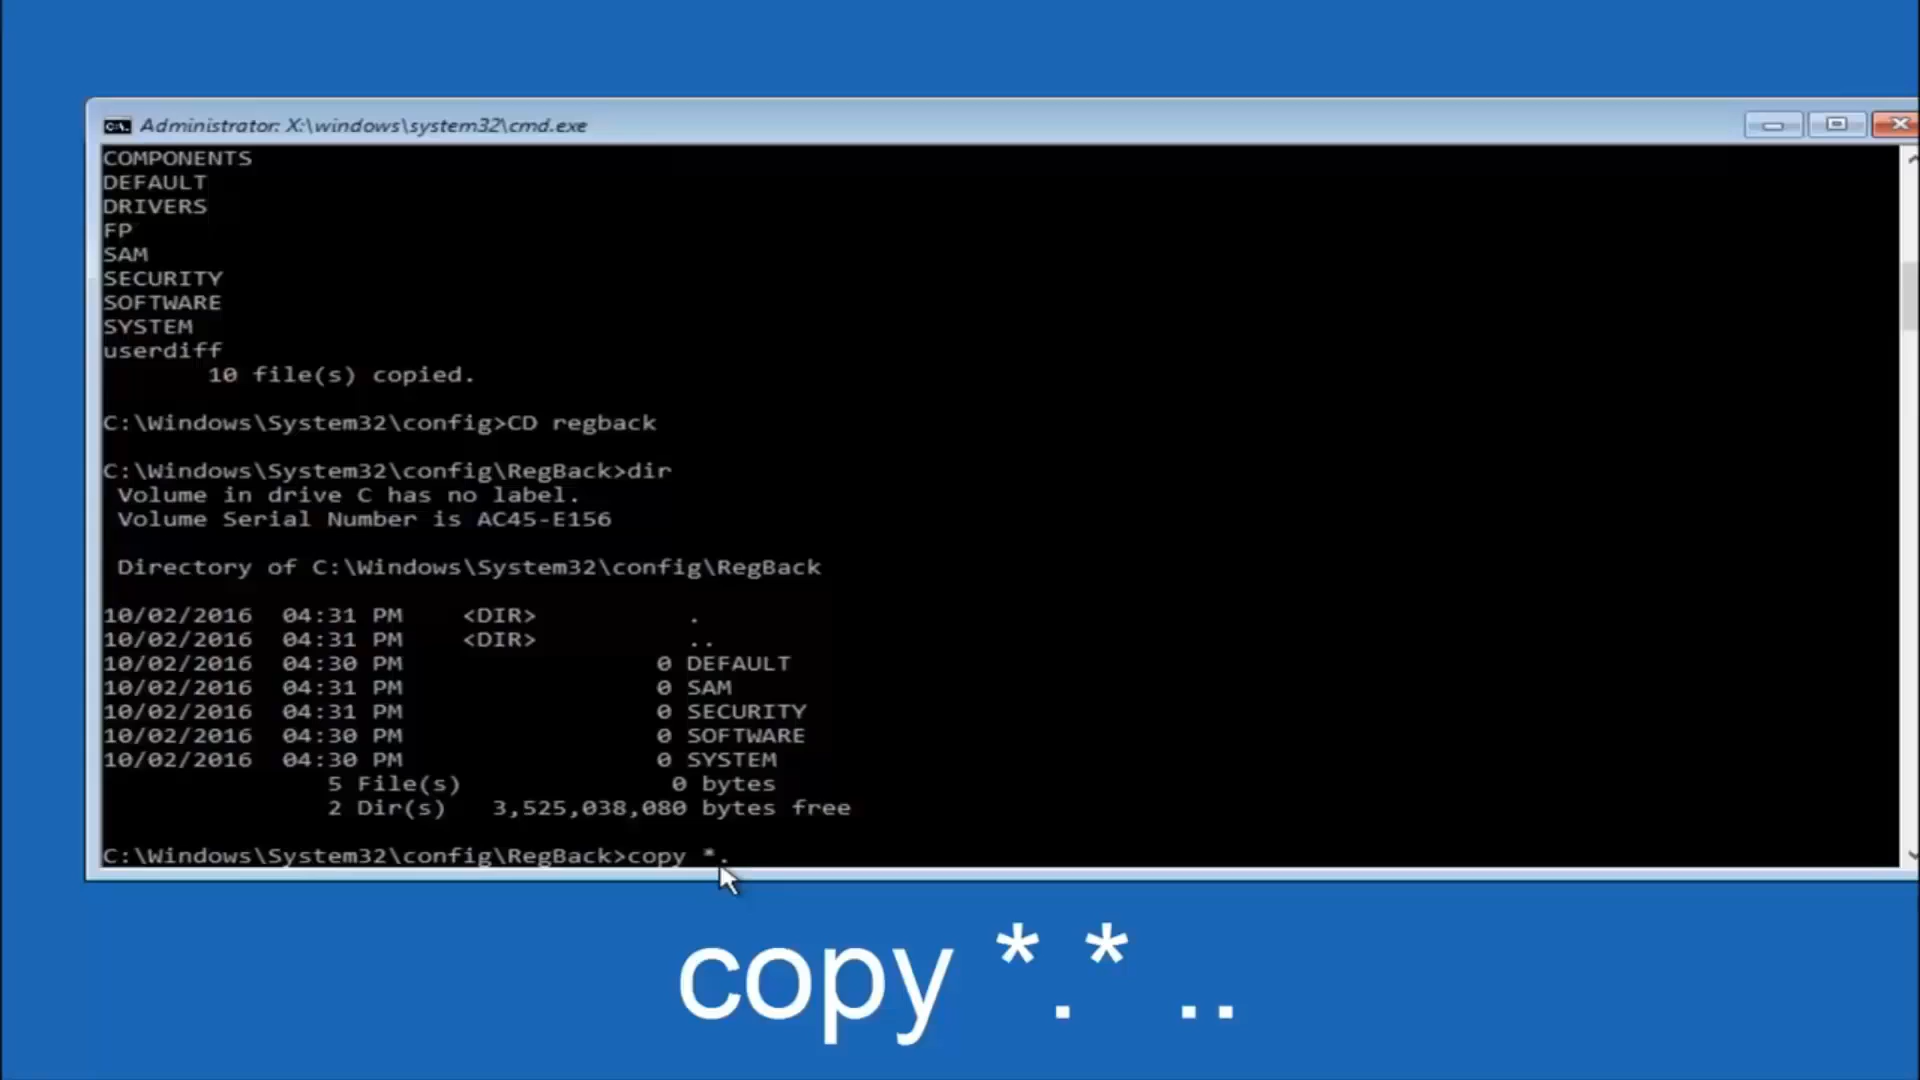 Administrator: X:\windows\system32\cmd.exe
COMPONENTS
DEFAULT
DRIVERS
FP
SAM
SECURITY
SOFTWARE
SYSTEM
userdiff
10 file(s) copied.
C:\Windows\System32\config>CD regback
C:\Windows\System32\config\RegBack>dir
Volume in drive C has no label.
Volume Serial Number is AC45-E156
Directory of C:\Windows\System32\config\RegBack
10/02/2016 04:31 PM <DIR> .
10/02/2016 04:31 PM <DIR> ..
10/02/2016 04:30 PM 0 DEFAULT
10/02/2016 04:31 PM 0 SAM
10/02/2016 04:31 PM 0 SECURITY
10/02/2016 04:30 PM 0 SOFTWARE
10/02/2016 04:30 PM 0 SYSTEM
5 File(s) 0 bytes
2 Dir(s) 3,525,038,080 bytes free
C:\Windows\System32\config\RegBack>copy *.
copy *.* ..